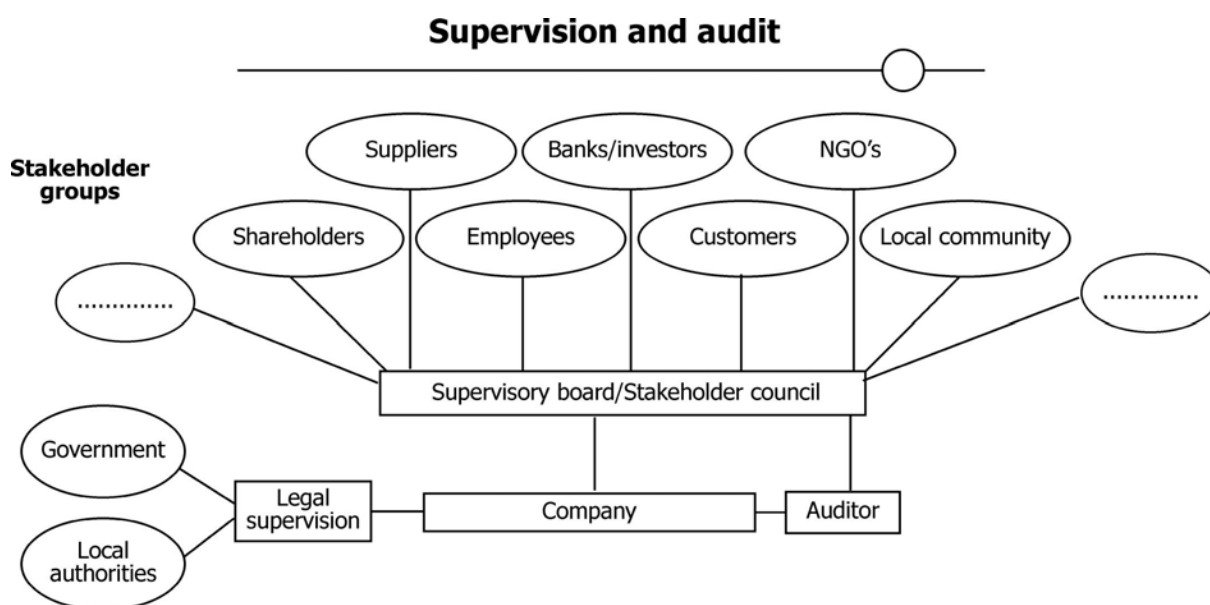 Supervision and audit
Suppliers
Banks/investors
NGO’s
Stakeholder
groups
Shareholders
Employees
Customers
Local community
..............
..............
Supervisory board/Stakeholder council
Government
Legal
supervision
Company
Auditor
Local
authorities